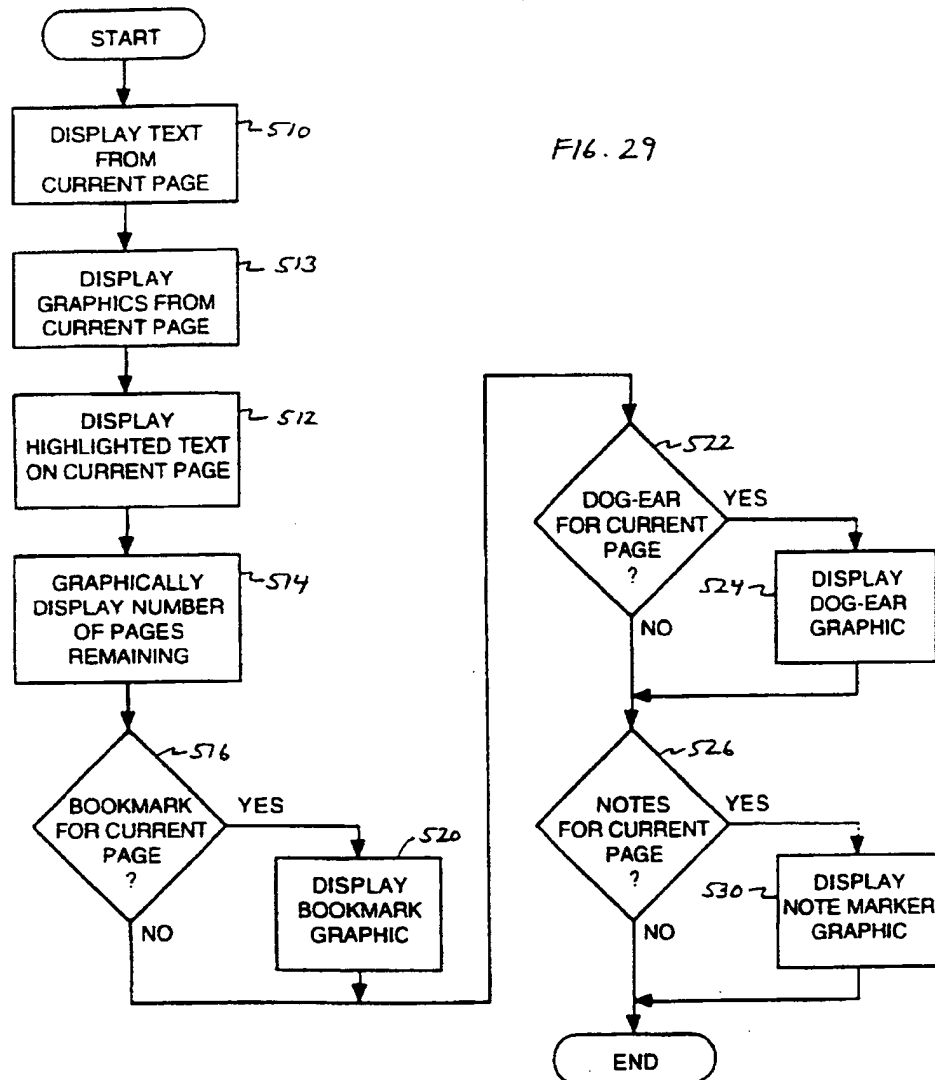 START
DISPLAY TEXT
FROM
CURRENT PAGE
510
FIG. 29
DISPLAY
GRAPHICS FROM
CURRENT PAGE
513
DISPLAY
HIGHLIGHTED TEXT
ON CURRENT PAGE
512
GRAPHICALLY
DISPLAY NUMBER
OF PAGES
REMAINING
514
BOOKMARK
FOR CURRENT
PAGE
?
516
YES
NO
520
DISPLAY
BOOKMARK
GRAPHIC
522
DOG-EAR
FOR CURRENT
PAGE
?
YES
NO
524
DISPLAY
DOG-EAR
GRAPHIC
526
NOTES
FOR CURRENT
PAGE
?
YES
NO
530
DISPLAY
NOTE MARKER
GRAPHIC
END